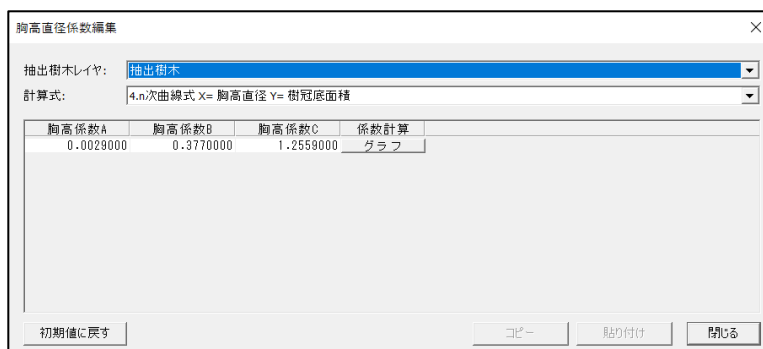 胸高直径係数編集
抽出樹木レイヤ: 抽出樹木
計算式: 4.n次曲線式 X= 胸高直径 Y= 樹冠底面積
胸高係数A 胸高係数B 胸高係数C 係数計算
0.0029000 0.3770000 1.2559000 グラフ
初期値に戻す コピー 貼り付け 閉じる